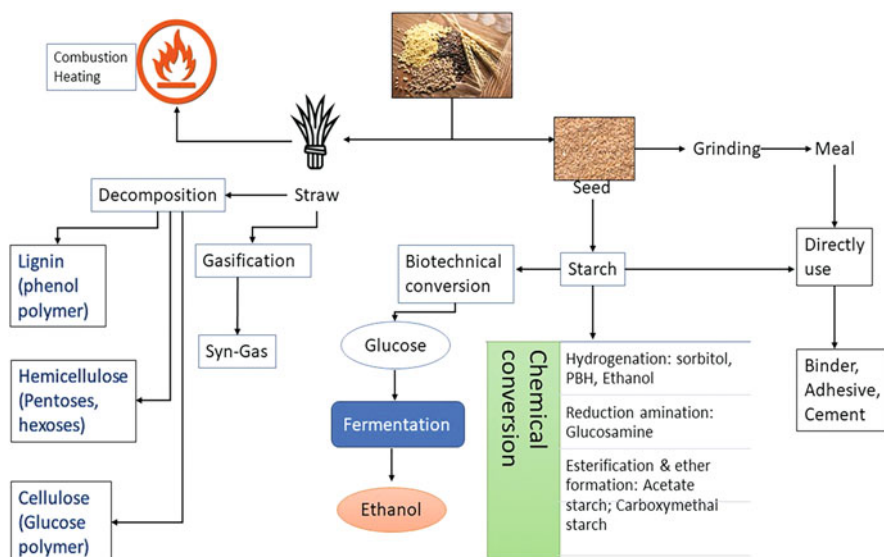 Combustion
Heating
Grinding
Meal
Seed
Decomposition
Straw
Lignin
(phenol
polymer)
Gasification
Biotechnical
conversion
Starch
Directly
use
Syn-Gas
Glucose
Hemicellulose
(Pentoses,
hexoses)
Chemical
conversion
Hydrogenation: sorbitol,
PBH, Ethanol
Binder,
Adhesive,
Cement
Fermentation
Reduction amination:
Glucosamine
Cellulose
(Glucose
polymer)
Ethanol
Esterification & ether
formation: Acetate
starch; Carboxymethal
starch